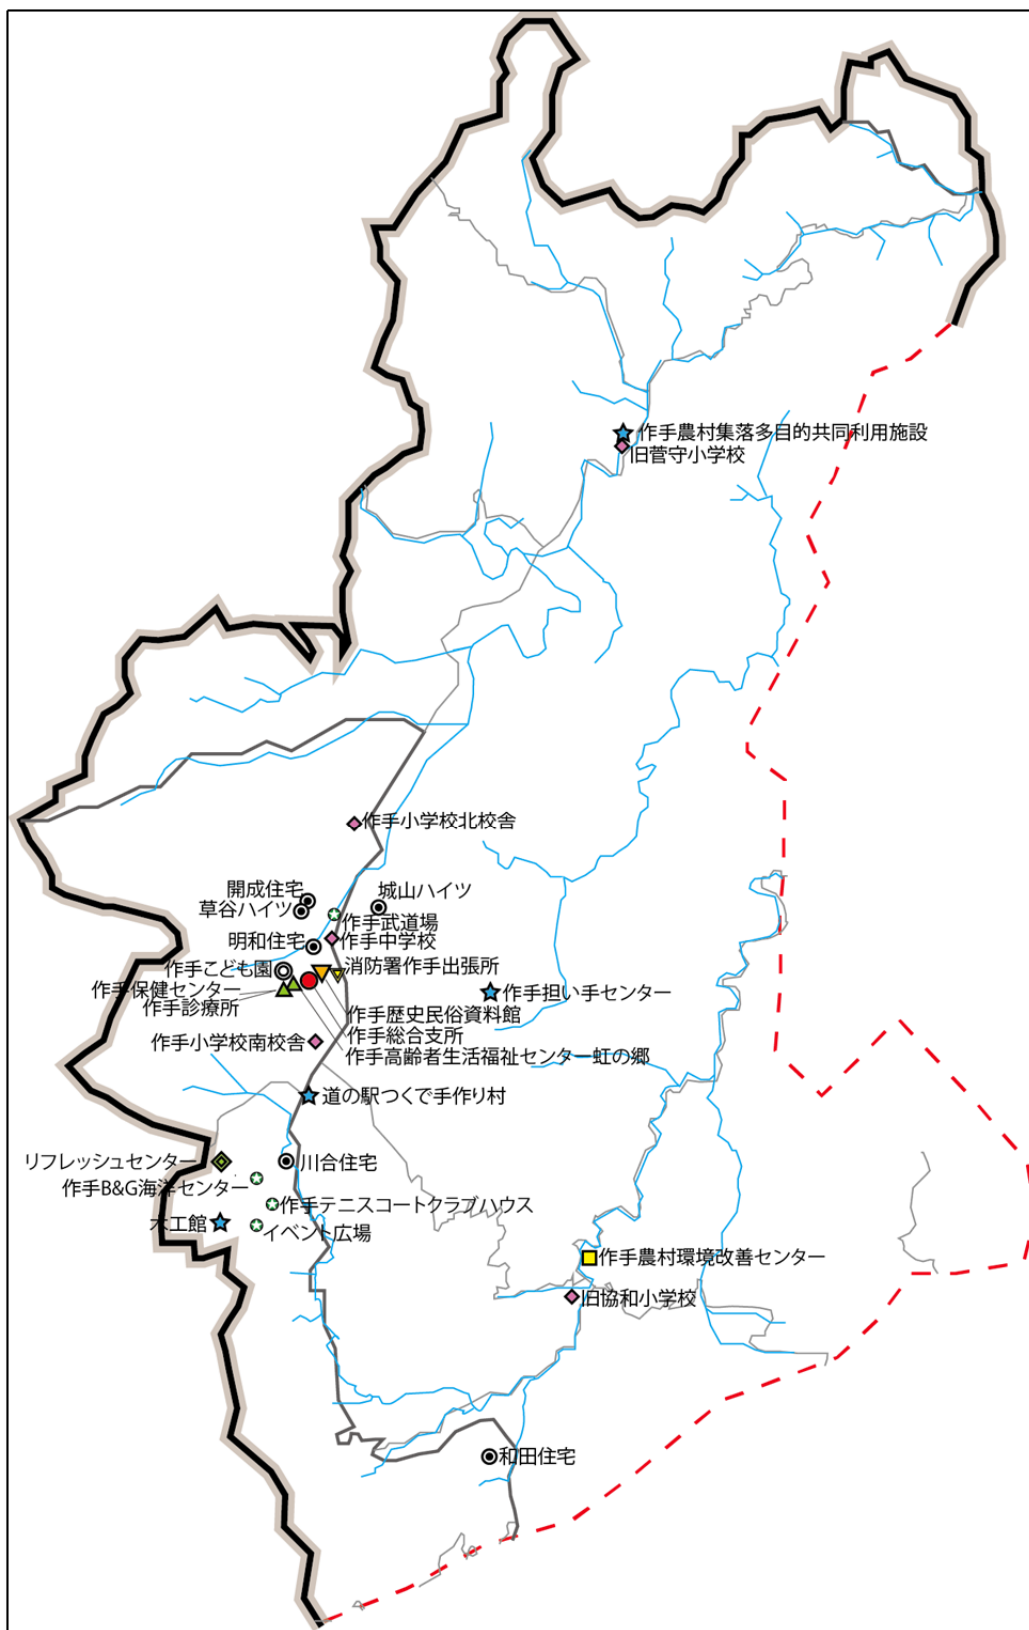 作手農村集落多目的共同利用施設
旧菅守小学校
作手小学校北校舎
開成住宅
城山ハイツ
草谷ハイツ
作手武道場
明和住宅
作手中学校
作手こども園
消防署作手出張所
作手保健センター
作手担い手センター
作手診療所
作手歴史民俗資料館
作手総合支所
作手小学校南校舎
作手高齢者生活福祉センター虹の郷
道の駅つくで手作り村
リフレッシュセンター
川合住宅
作手B&G海洋センター
作手テニスコートクラブハウス
木工館
イベント広場
作手農村環境改善センター
旧協和小学校
和田住宅